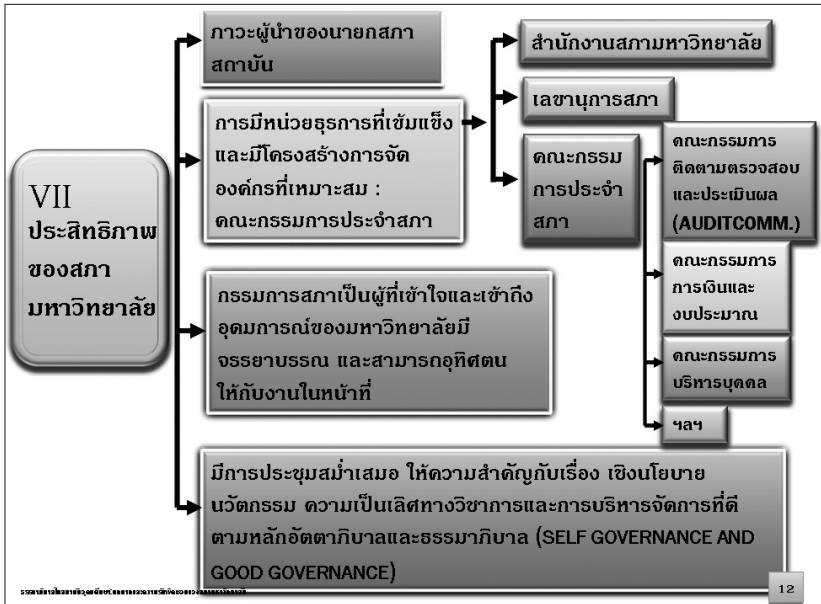 VII
ประสิทธิภาพ
ของสภา
มหาวิทยาลัย
ภาวะผู้นำของนายกสภา
สถาบัน
การมีหน่วยธุรการที่เข้มแข็ง
และมีโครงสร้างการจัด
องค์กรที่เหมาะสม :
คณะกรรมการประจำสภา
สำนักงานสภามหาวิทยาลัย
เลขานุการสภา
คณะกรรม
การประจำ
สภา
คณะกรรมการ
ติดตามตรวจสอบ
และประเมินผล
(AUDITCOMM.)
คณะกรรมการ
การเงินและ
งบประมาณ
คณะกรรมการ
บริหารบุคคล
ฯลฯ
กรรมการสภาเป็นผู้ที่เข้าใจและเข้าถึง
อุดมการณ์ของมหาวิทยาลัยมี
จรรยาบรรณ และสามารถอุทิศตน
ให้กับงานในหน้าที่
มีการประชุมสม่ำเสมอ ให้ความสำคัญกับเรื่อง เชิงนโยบาย
นวัตกรรม ความเป็นเลิศทางวิชาการและการบริหารจัดการที่ดี
ตามหลักอัตตาภิบาลและธรรมาภิบาล (SELF GOVERNANCE AND
GOOD GOVERNANCE)
12